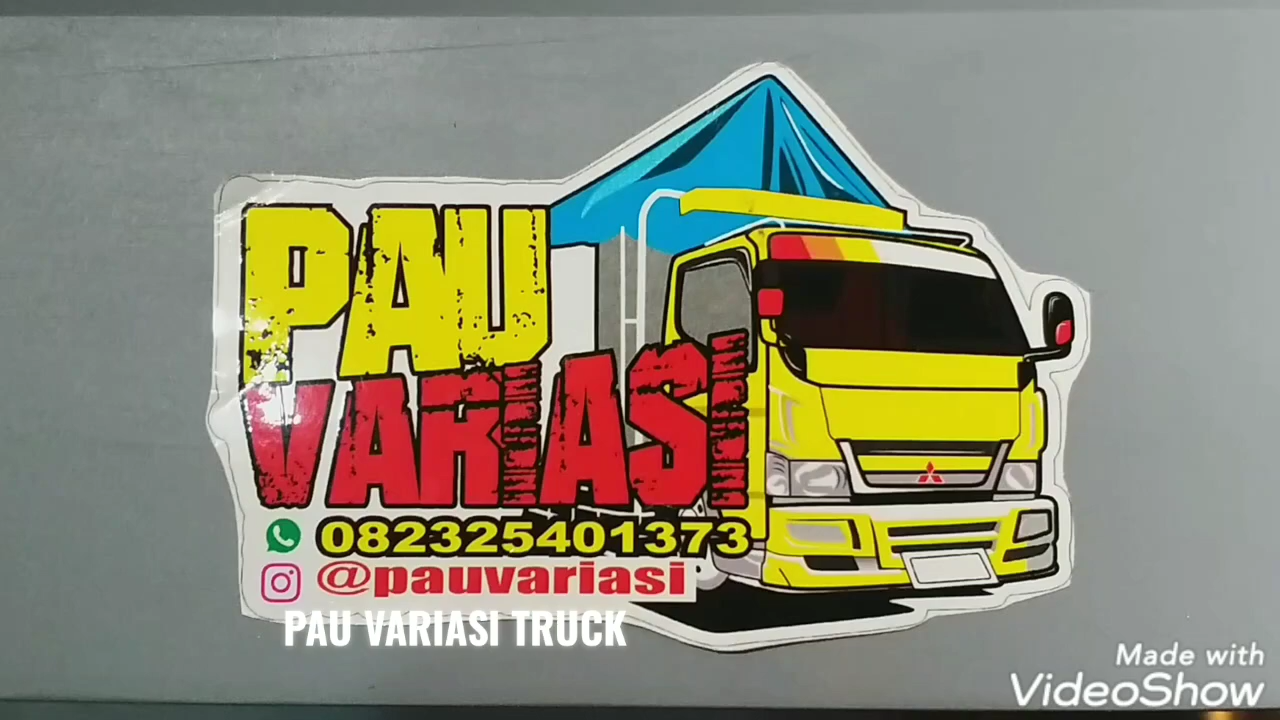 PAU
VARIASI
082325401373
@pauvariasi
PAU VARIASI TRUCK
Made with
VideoShow